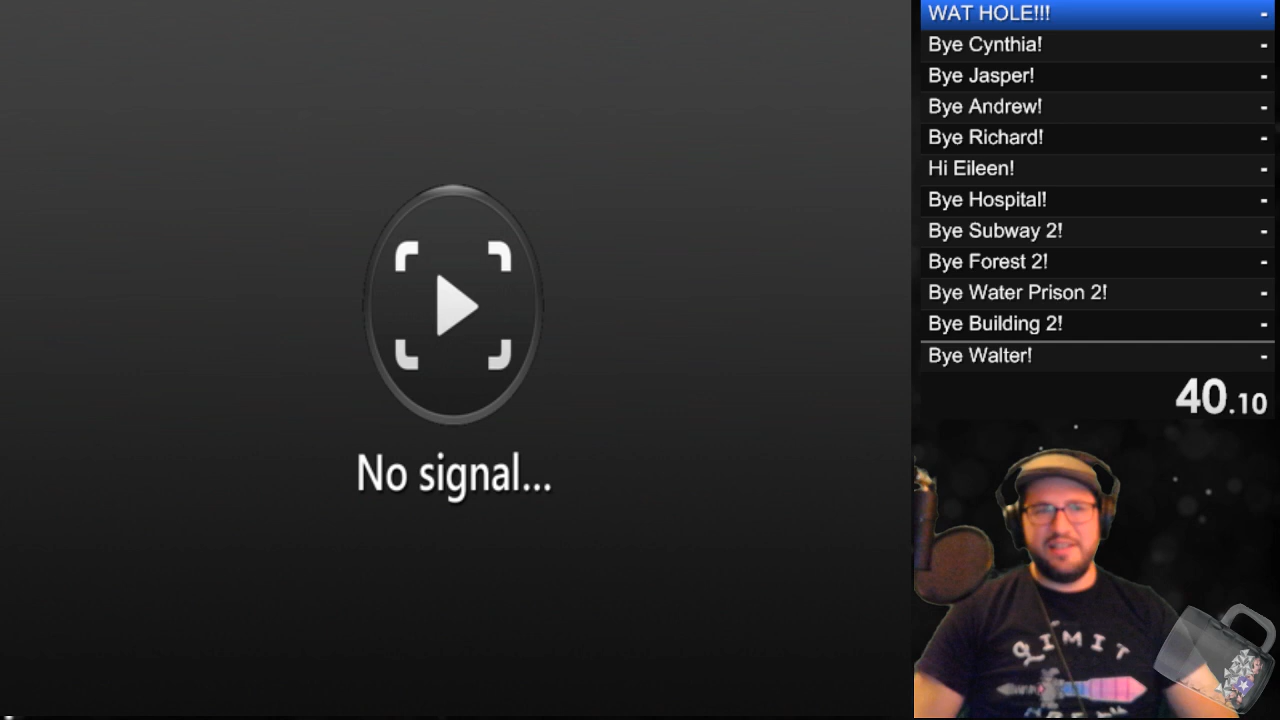 WAT HOLE!!! -
Bye Cynthia! -
Bye Jasper! -
Bye Andrew! -
Bye Richard! -
Hi Eileen! -
Bye Hospital! -
Bye Subway 2! -
Bye Forest 2! -
Bye Water Prison 2! -
Bye Building 2! -
Bye Walter! -
40.10
No signal...
QIMIT